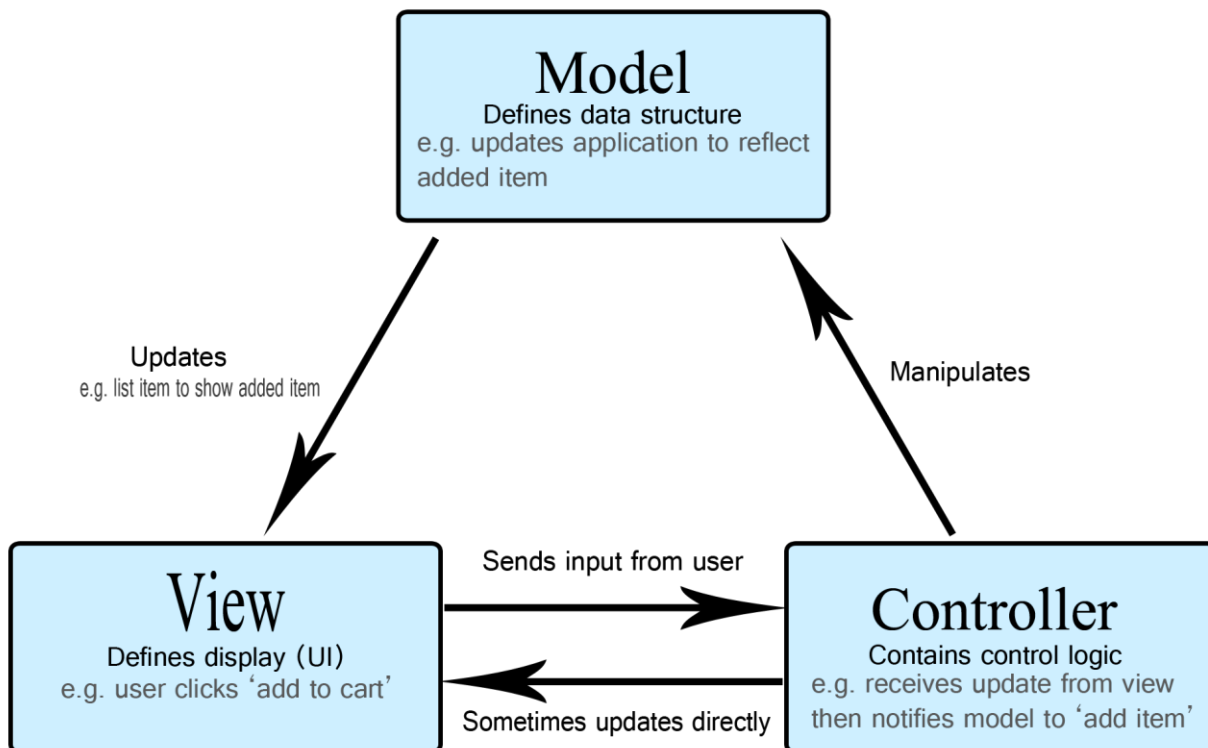 Model
Defines data structure
e.g. updates application to reflect
added item
Updates
e.g. list item to show added item
Manipulates
View
Defines display (UI)
e.g. user clicks ‘add to cart’
Sends input from user
Sometimes updates directly
Controller
Contains control logic
e.g. receives update from view
then notifies model to ‘add item’